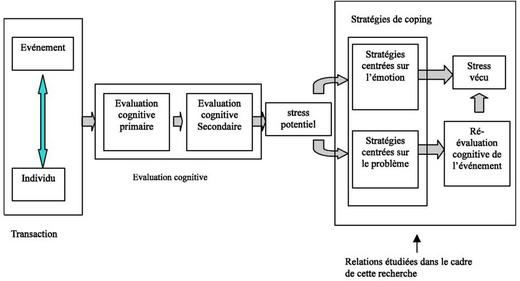 Stratégies de coping
Evénement
Individu
Transaction
Evaluation
cognitive
primaire
Evaluation
cognitive
Secondaire
Evaluation cognitive
stress
potentiel
Stratégies
centrées sur
l'émotion
Stratégies
centrées sur
le problème
Stress
vécu
Ré-
évaluation
cognitive de
l'événement
Relations étudiées dans le cadre
de cette recherche